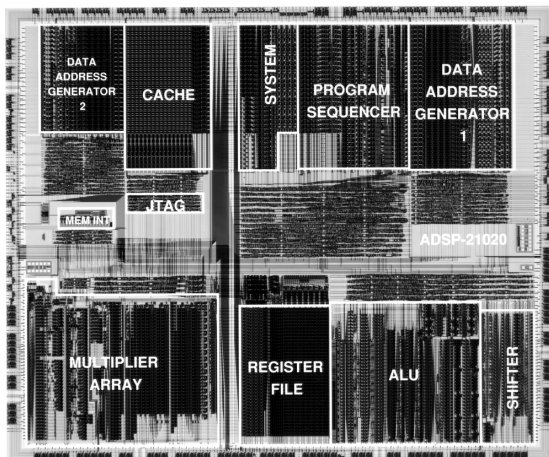 DATA
ADDRESS
GENERATOR
2
CACHE
SYSTEM
PROGRAM
SEQUENCER
DATA
ADDRESS
GENERATOR
1
JTAG
MEM INT
ADSP-21020
MULTIPLIER
ARRAY
REGISTER
FILE
ALU
SHIFTER